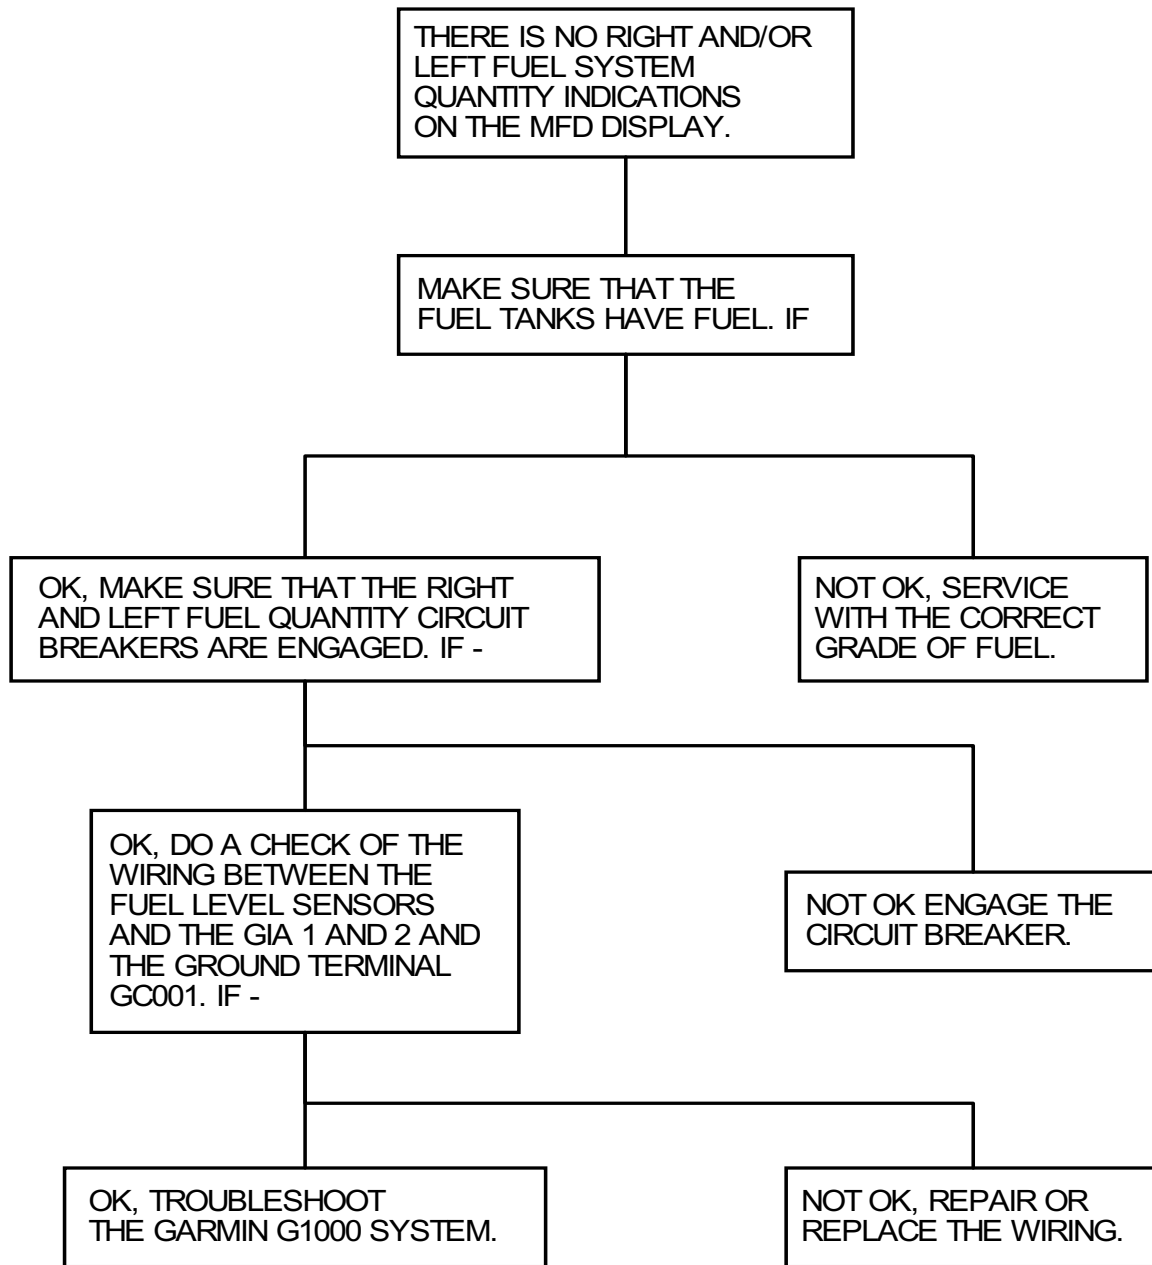 THERE IS NO RIGHT AND/OR
LEFT FUEL SYSTEM
QUANTITY INDICATIONS
ON THE MFD DISPLAY.
MAKE SURE THAT THE
FUEL TANKS HAVE FUEL. IF
OK, MAKE SURE THAT THE RIGHT
AND LEFT FUEL QUANTITY CIRCUIT
BREAKERS ARE ENGAGED. IF -
NOT OK, SERVICE
WITH THE CORRECT
GRADE OF FUEL.
OK, DO A CHECK OF THE
WIRING BETWEEN THE
FUEL LEVEL SENSORS
AND THE GIA 1 AND 2 AND
THE GROUND TERMINAL
GC001. IF -
NOT OK ENGAGE THE
CIRCUIT BREAKER.
OK, TROUBLESHOOT
THE GARMIN G1000 SYSTEM.
NOT OK, REPAIR OR
REPLACE THE WIRING.